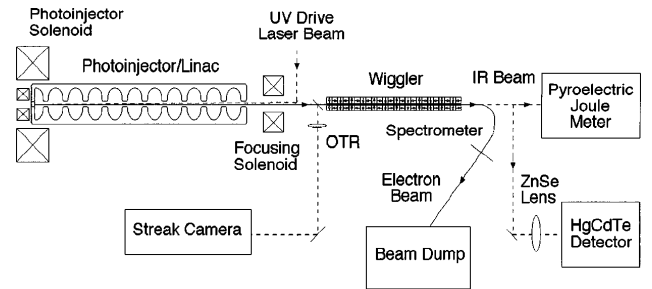 Photoinjector
Solenoid
UV Drive
Laser Beam
Photoinjector/Linac
Wiggler
IR Beam
Pyroelectric
Joule
Meter
Focusing
Solenoid
OTR
Spectrometer
Electron
Beam
ZnSe
Lens
Streak Camera
Beam Dump
HgCdTe
Detector